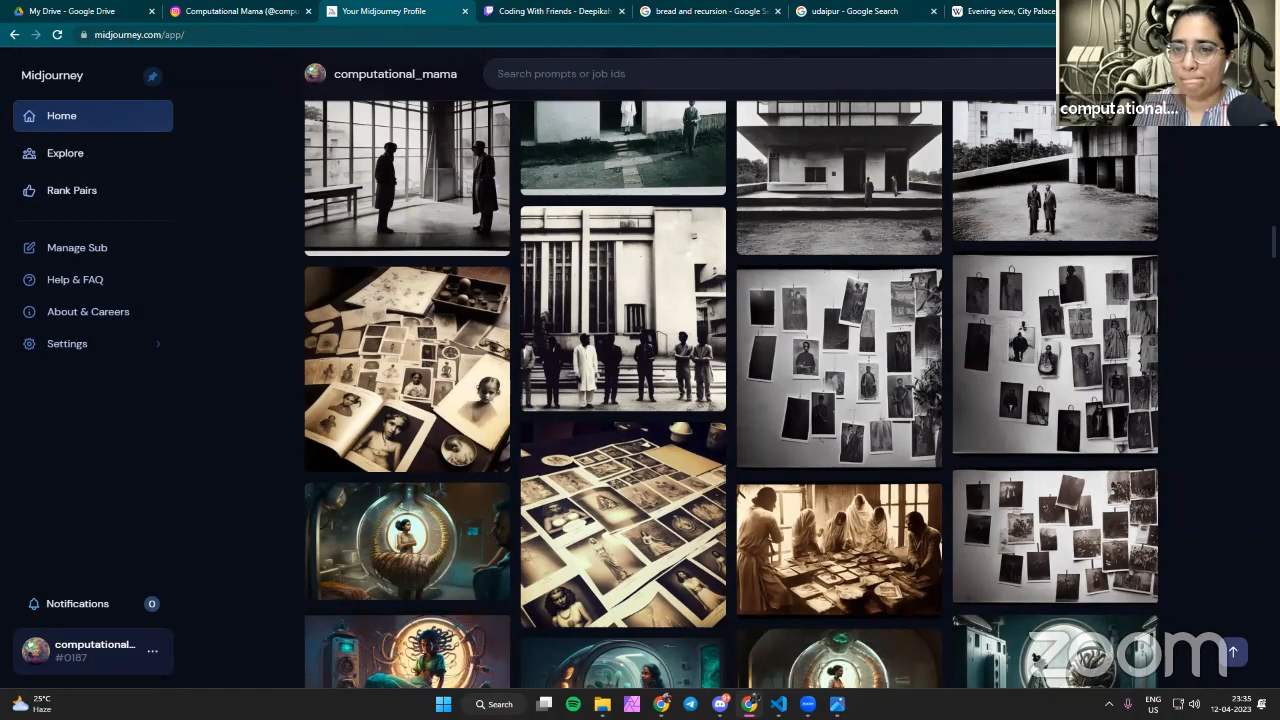 My Drive - Google Drive
Instagram Computational Mama (@compu
Your Midjourney Profile
Coding With Friends - Deepikah
bread and recursion - Google S
udaipur - Google Search
Evening view, City Palace
midjourney.com/app/
computational...
Midjourney
computational_mama
Search prompts or job ids
Home
Explore
Rank Pairs
Manage Sub
Help & FAQ
About & Careers
Settings
Notifications
0
computational...
#0187
zoom
25°C
Haze
Search
ENG
US
23:35
12-04-2023